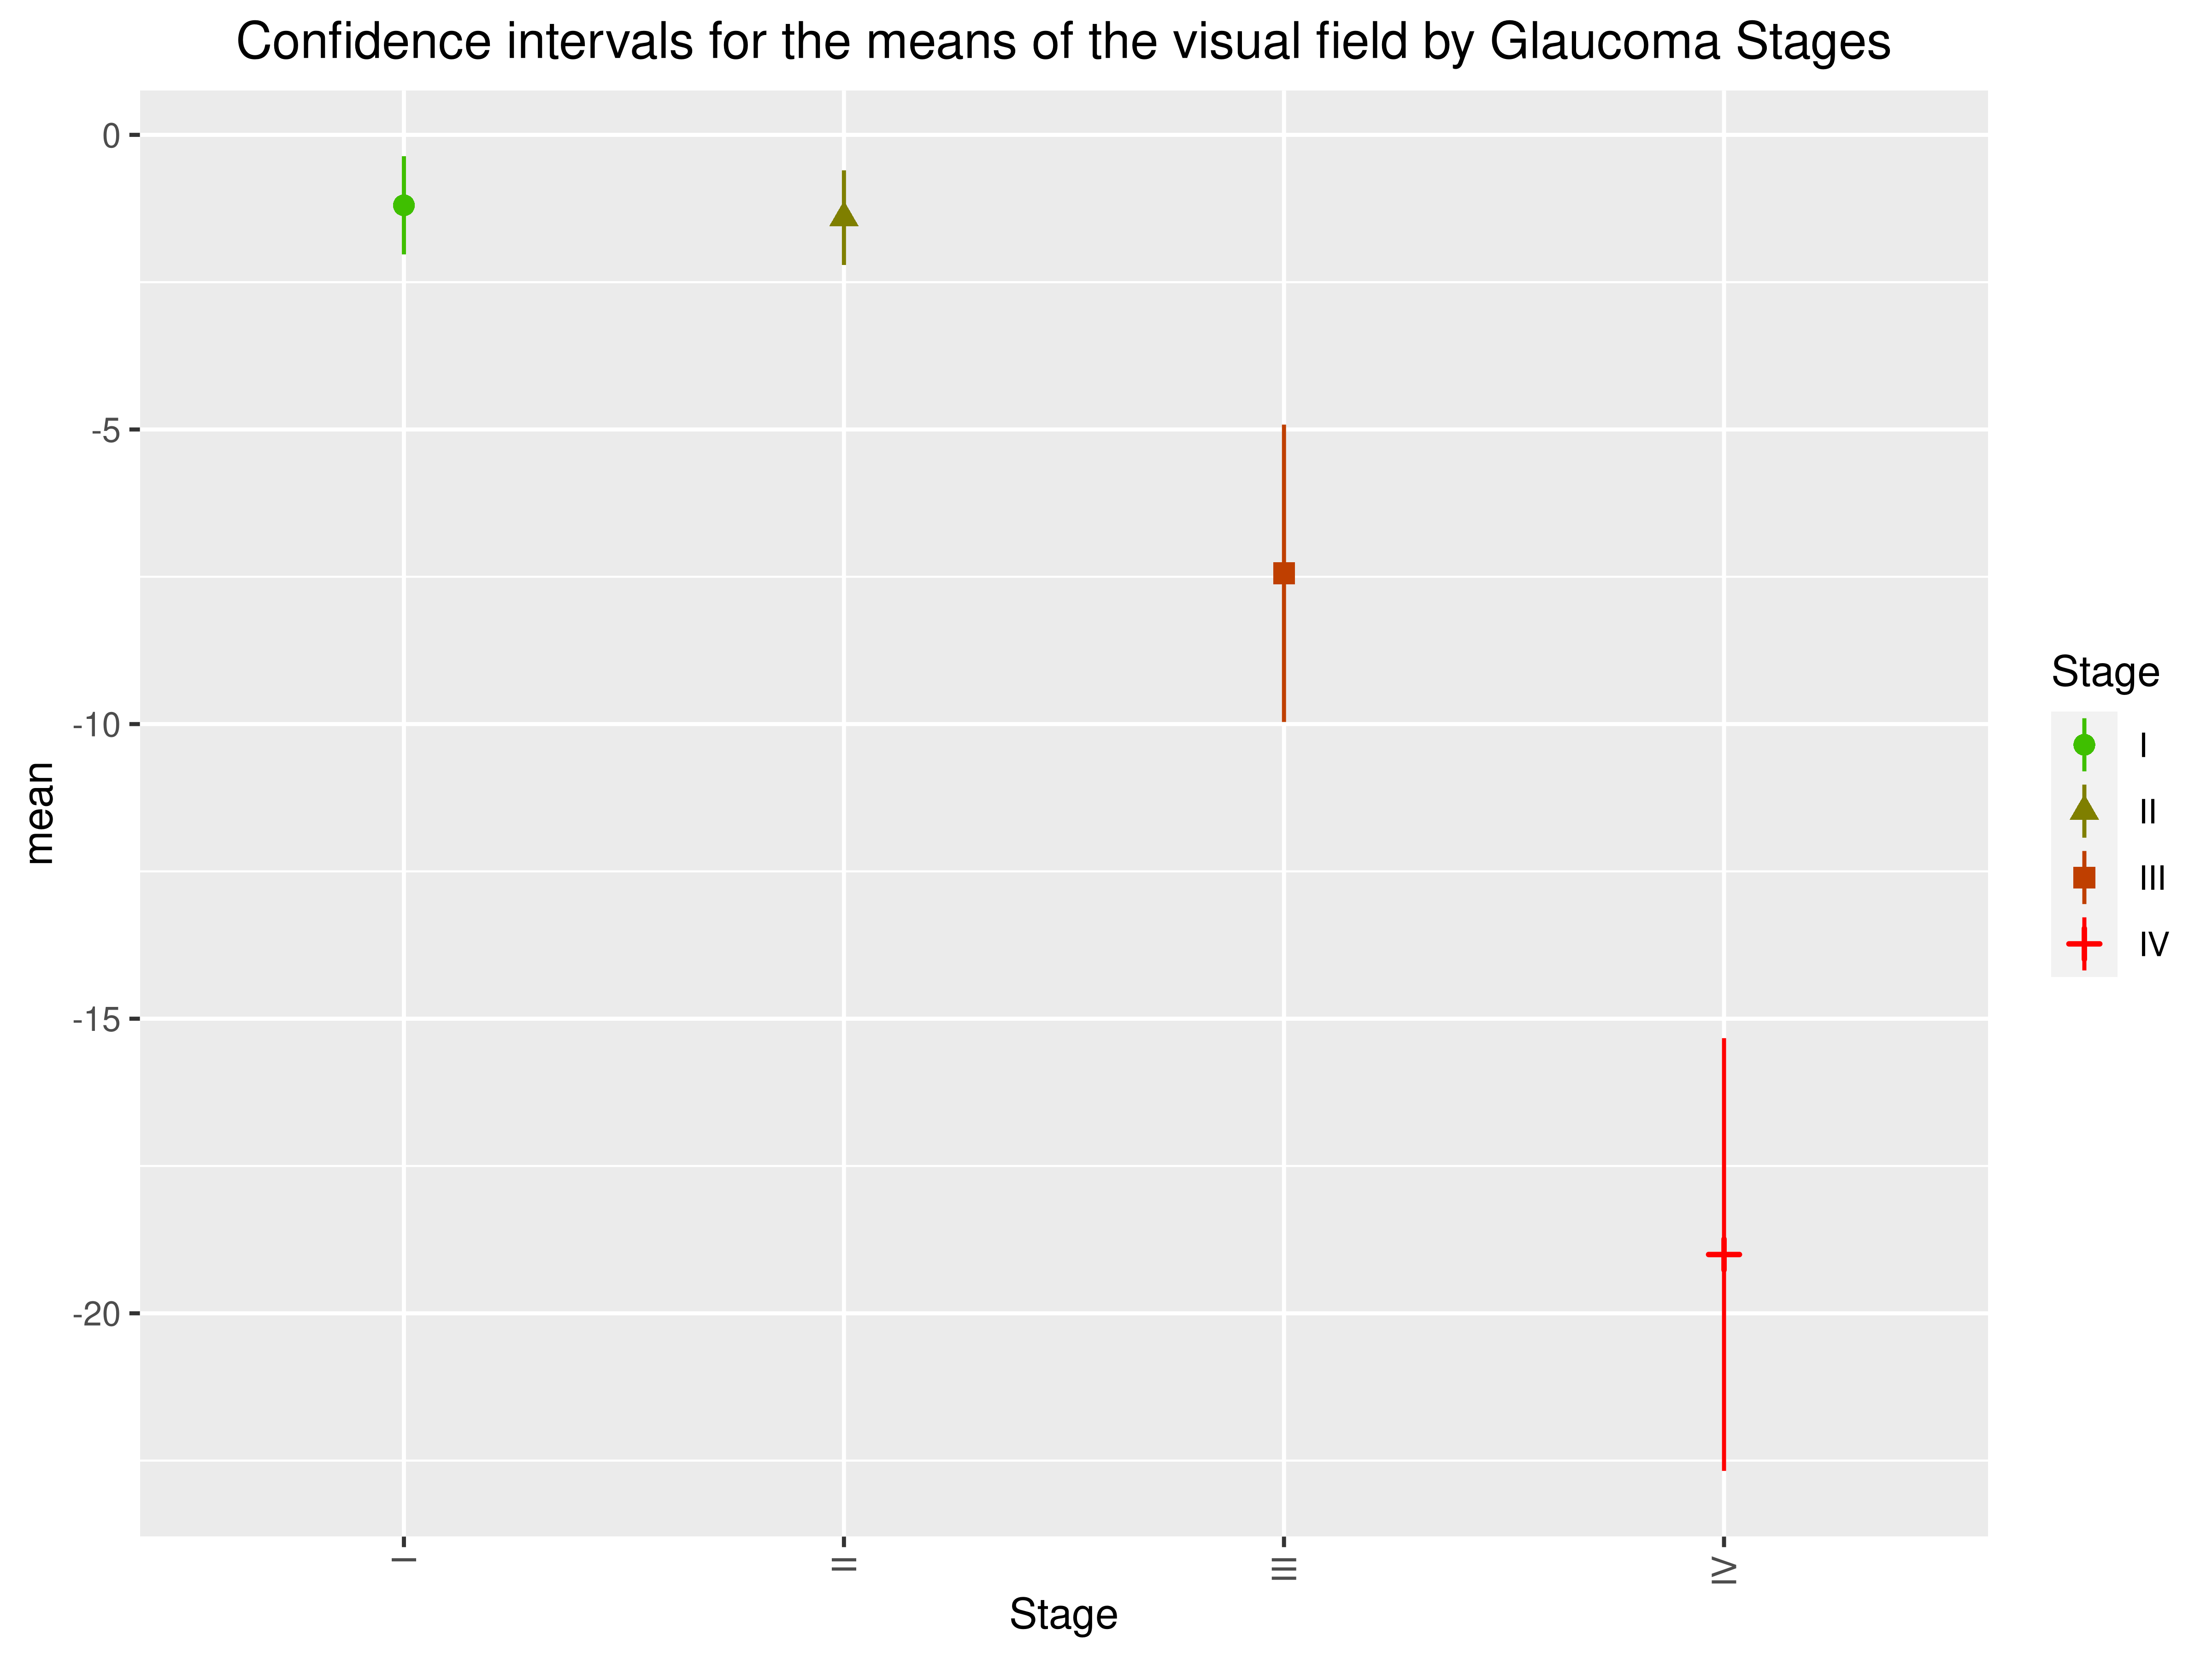 Confidence intervals for the means of the visual field by Glaucoma Stages
0
-5
-10
-15
-20
mean
I
II
III
IV
Stage
Stage
I
II
III
IV